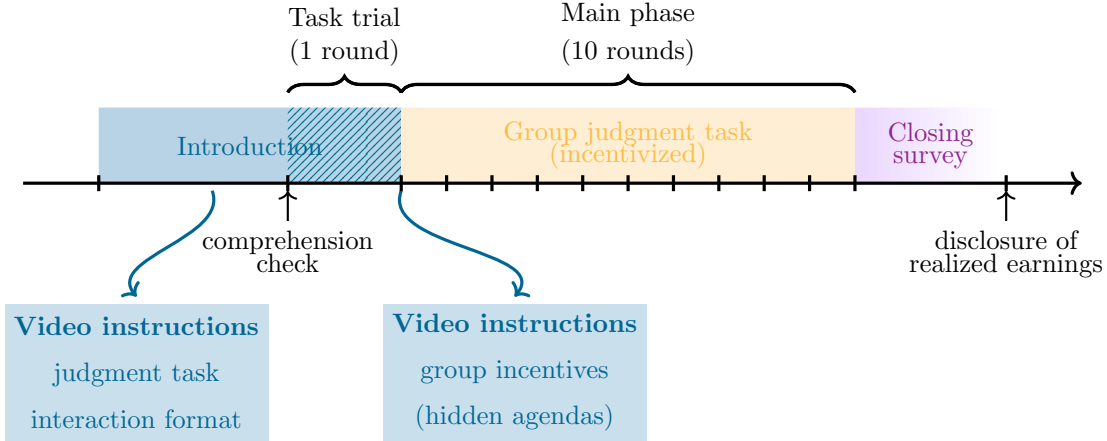 Task trial
(1 round)
Main phase
(10 rounds)
Introduction
Group judgment task
(incentivized)
Closing
survey
comprehension
check
disclosure of
realized earnings
Video instructions
judgment task
interaction format
Video instructions
group incentives
(hidden agendas)